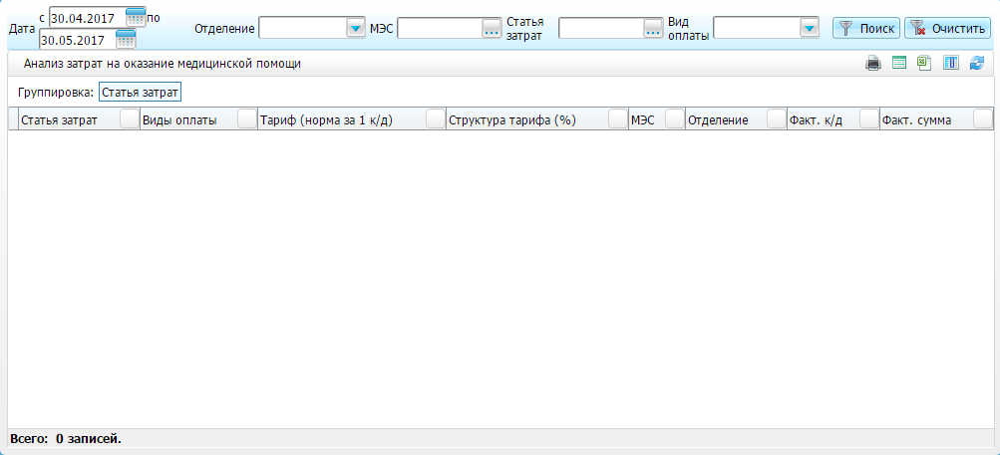 Дата с 30.04.2017 по
30.05.2017
Отделение МЭС Статья затрат Вид оплаты Поиск Очистить
Анализ затрат на оказание медицинской помощи
Группировка: Статья затрат
Статья затрат Виды оплаты Тариф (норма за 1 к/д) Структура тарифа (%) МЭС Отделение Факт. к/д Факт. сумма
Всего: 0 записей.